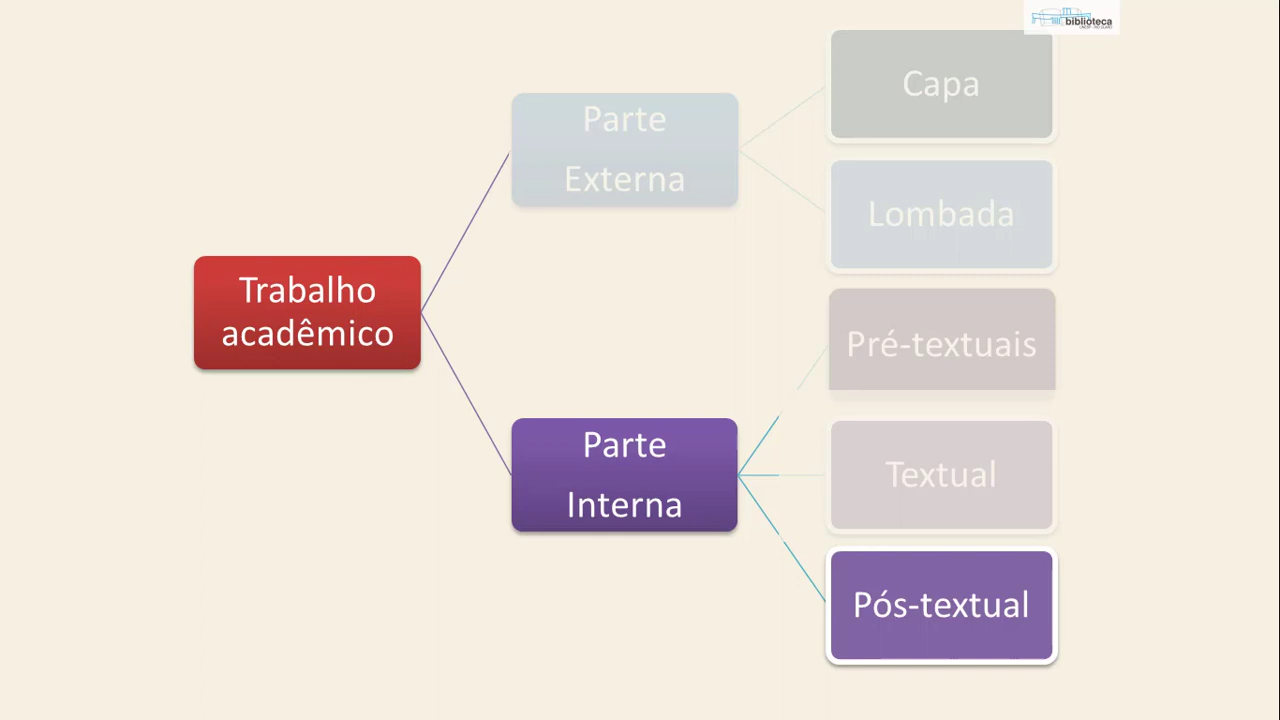 biblioteca
Capa
Parte
Externa
Lombada
Trabalho
acadêmico
Pré-textuais
Parte
Interna
Textual
Pós-textual